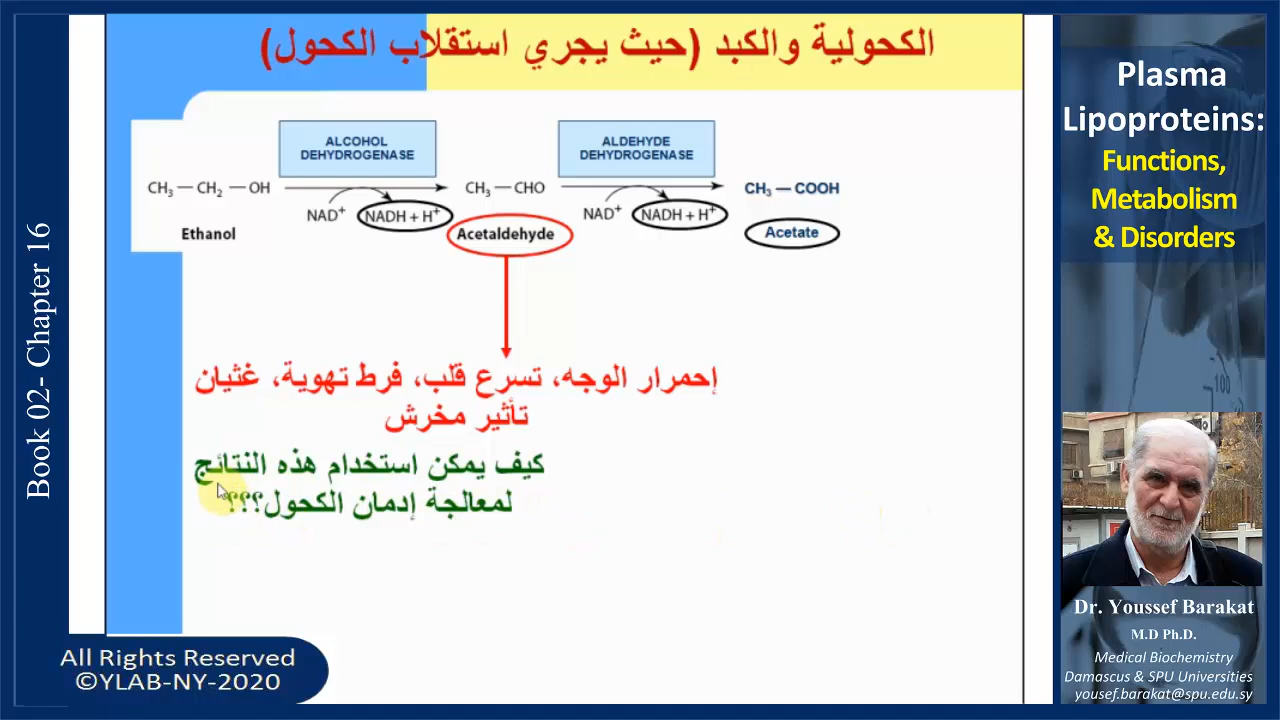 الكحولية والكبد (حيث يجري استقلاب الكحول)
ALCOHOL
DEHYDROGENASE
ALDEHYDE
DEHYDROGENASE
CH₃ — CH₂ — OH
CH₃ — CHO
CH₃ — COOH
NAD⁺
NADH + H⁺
NAD⁺
NADH + H⁺
Ethanol
Acetaldehyde
Acetate
إحمرار الوجه، تسرع قلب، فرط تهوية، غثيان
تأثير مخرش
كيف يمكن استخدام هذه النتائج
لمعالجة إدمان الكحول؟؟؟
Book 02- Chapter 16
All Rights Reserved
©YLAB-NY-2020
Plasma
Lipoproteins:
Functions,
Metabolism
& Disorders
100
Dr. Youssef Barakat
M.D Ph.D.
Medical Biochemistry
Damascus & SPU Universities
yousef.barakat@spu.edu.sy